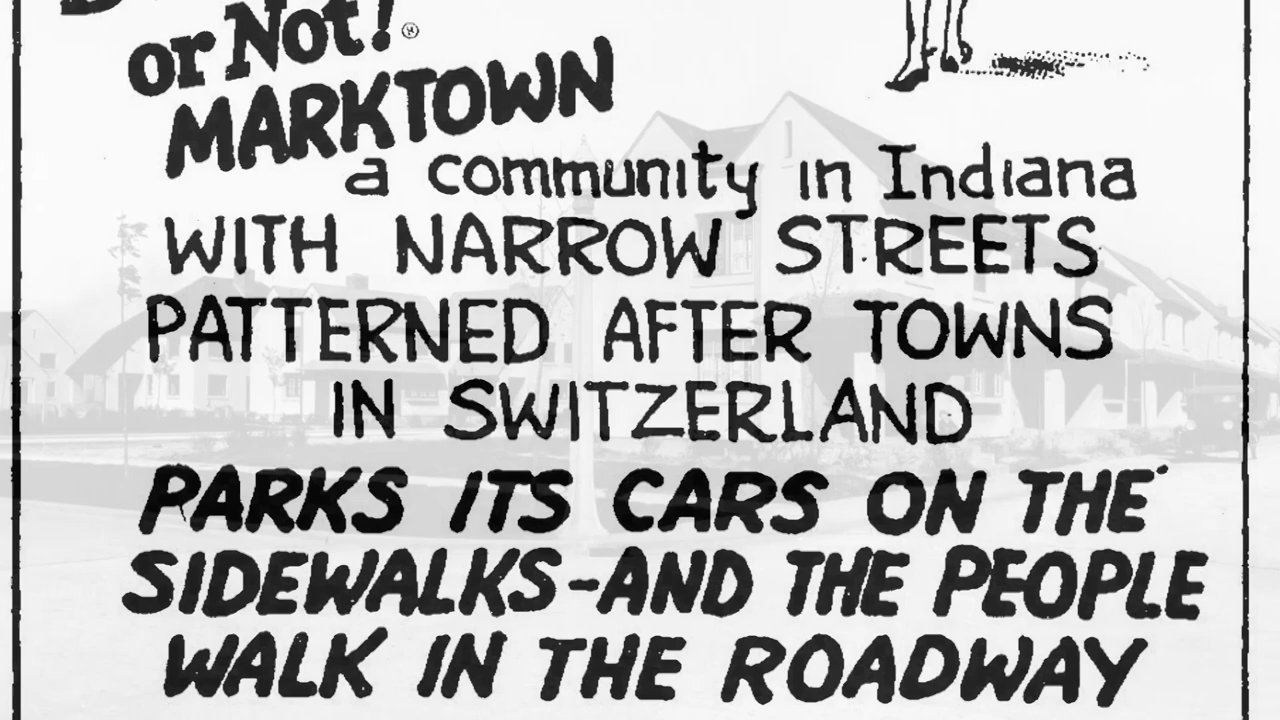 or Not!®
MARKTOWN
a community in Indiana
WITH NARROW STREETS
PATTERNED AFTER TOWNS
IN SWITZERLAND
PARKS ITS CARS ON THE
SIDEWALKS-AND THE PEOPLE
WALK IN THE ROADWAY